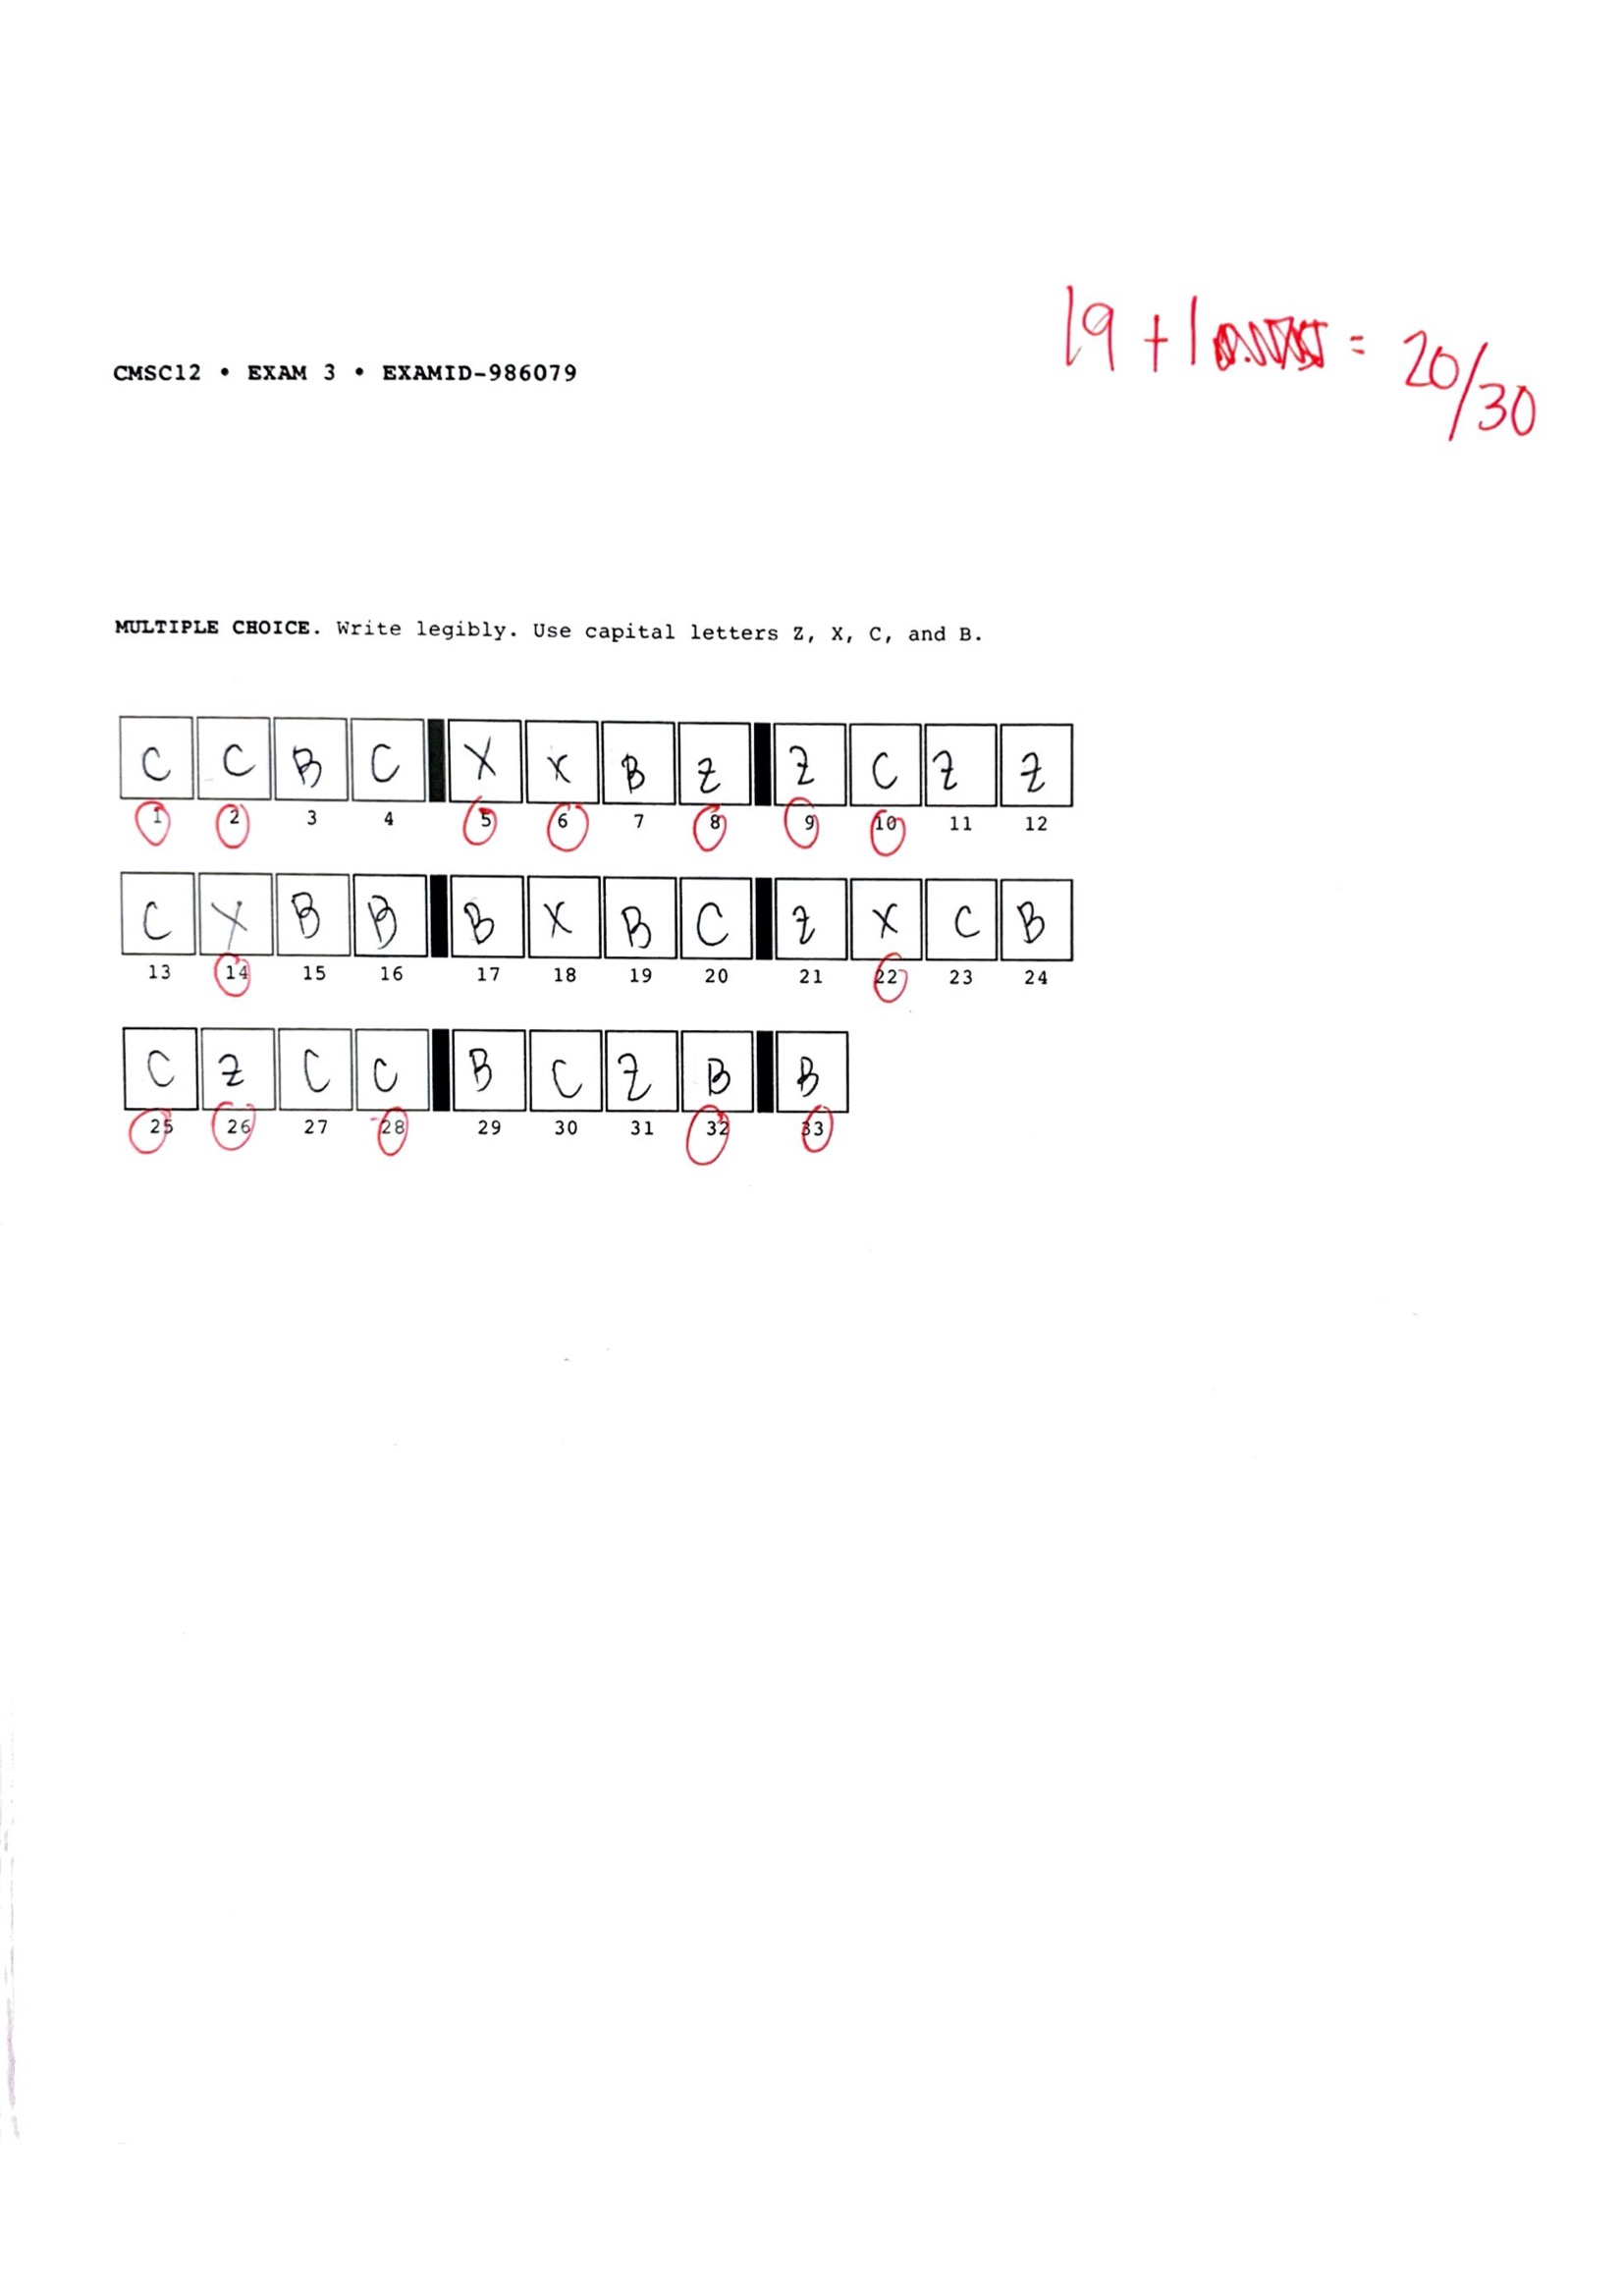 19 + 1 = 20/30
CMSC12 • EXAM 3 • EXAMID-986079
MULTIPLE CHOICE. Write legibly. Use capital letters Z, X, C, and B.
C C B C X X B Z Z C Z Z
1 2 3 4 5 6 7 8 9 10 11 12
C X B B B X B C Z X C B
13 14 15 16 17 18 19 20 21 22 23 24
C Z C C B C Z B B
25 26 27 28 29 30 31 32 33